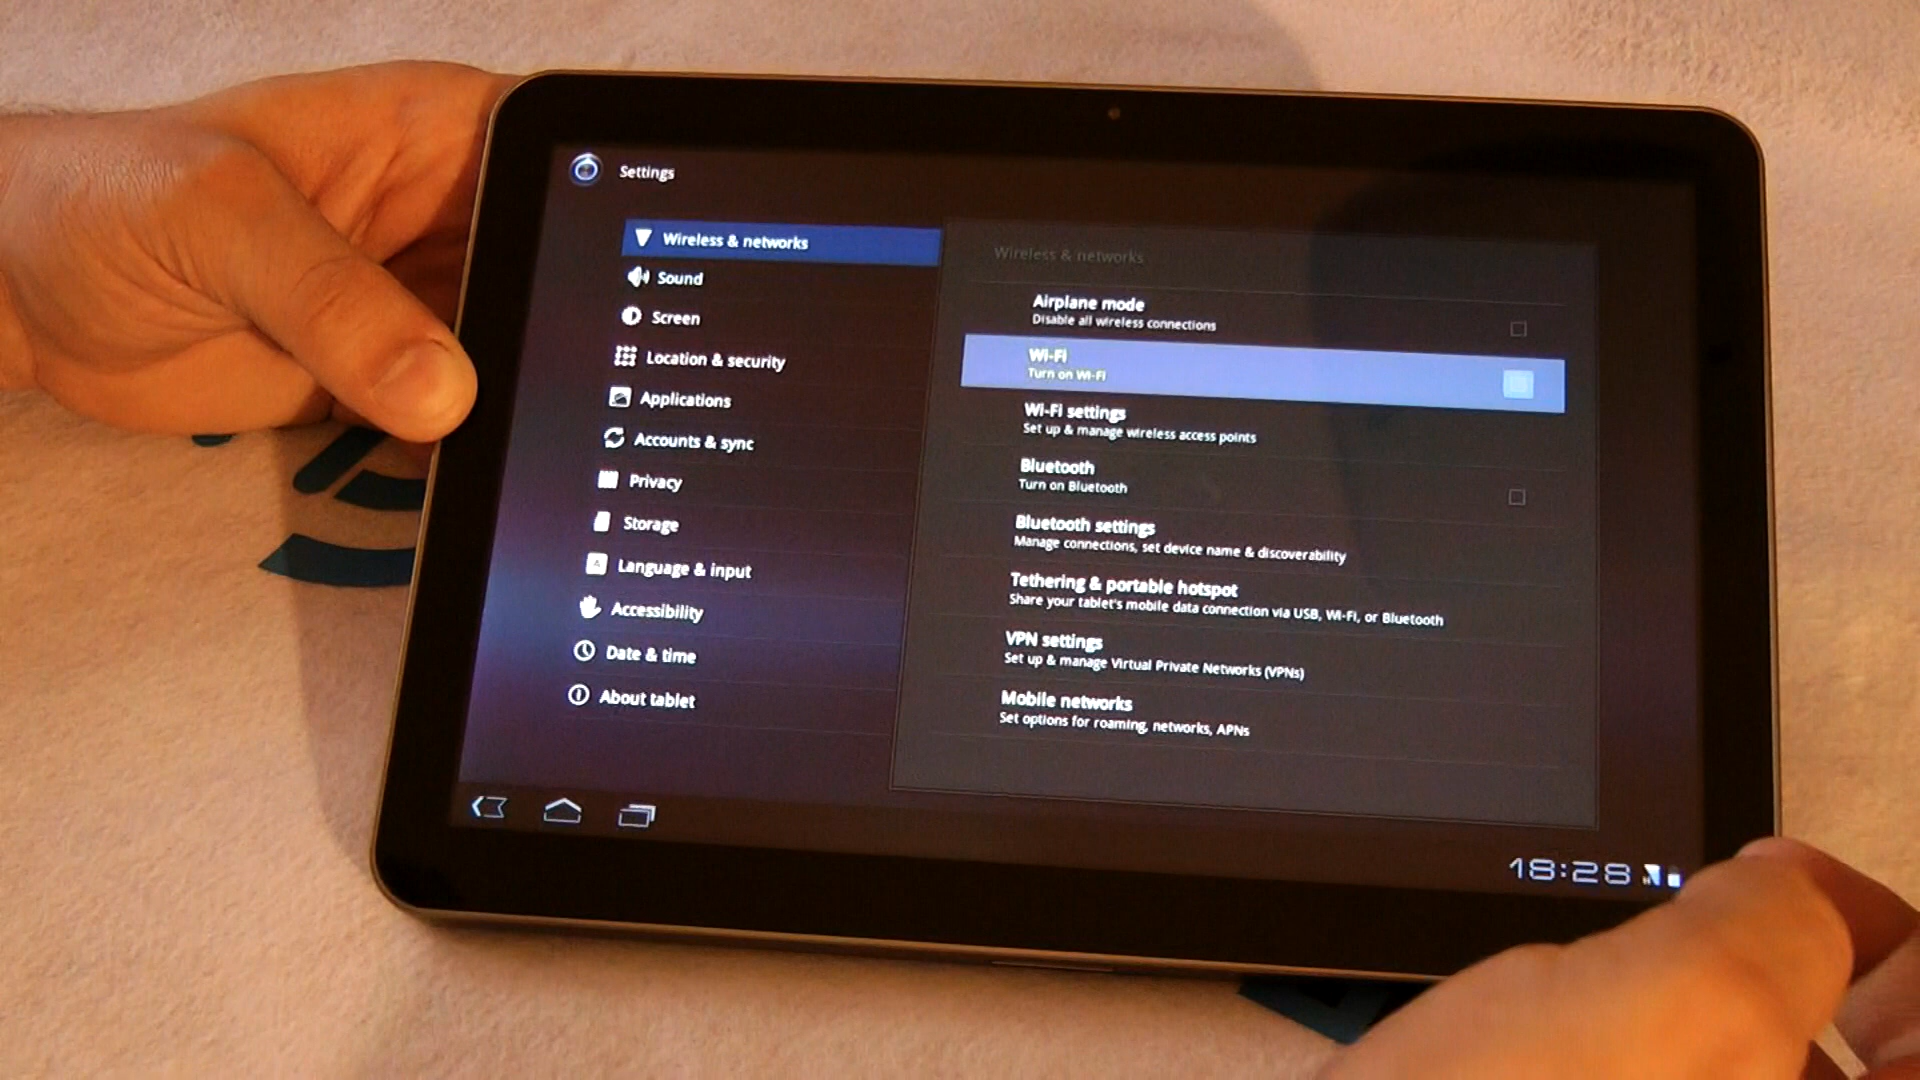 Settings
Wireless & networks
Sound
Screen
Location & security
Applications
Accounts & sync
Privacy
Storage
Language & input
A
Accessibility
Date & time
About tablet
Wireless & networks
Airplane mode
Disable all wireless connections
Wi-Fi
Turn on Wi-Fi
Wi-Fi settings
Set up & manage wireless access points
Bluetooth
Turn on Bluetooth
Bluetooth settings
Manage connections, set device name & discoverability
Tethering & portable hotspot
Share your tablet's mobile data connection via USB, Wi-Fi, or Bluetooth
VPN settings
Set up & manage Virtual Private Networks (VPNs)
Mobile networks
Set options for roaming, networks, APNs
18:28